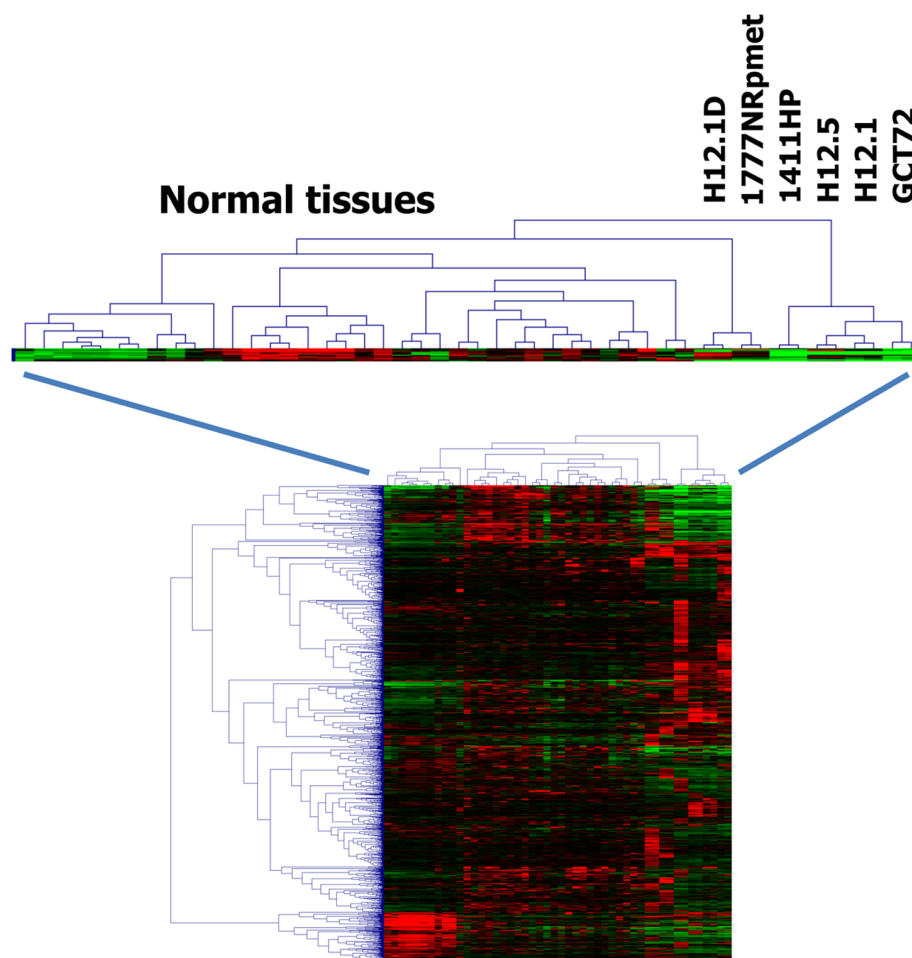 H12.1D
1777NRpmet
1411HP
H12.5
H12.1
GCT72
Normal tissues